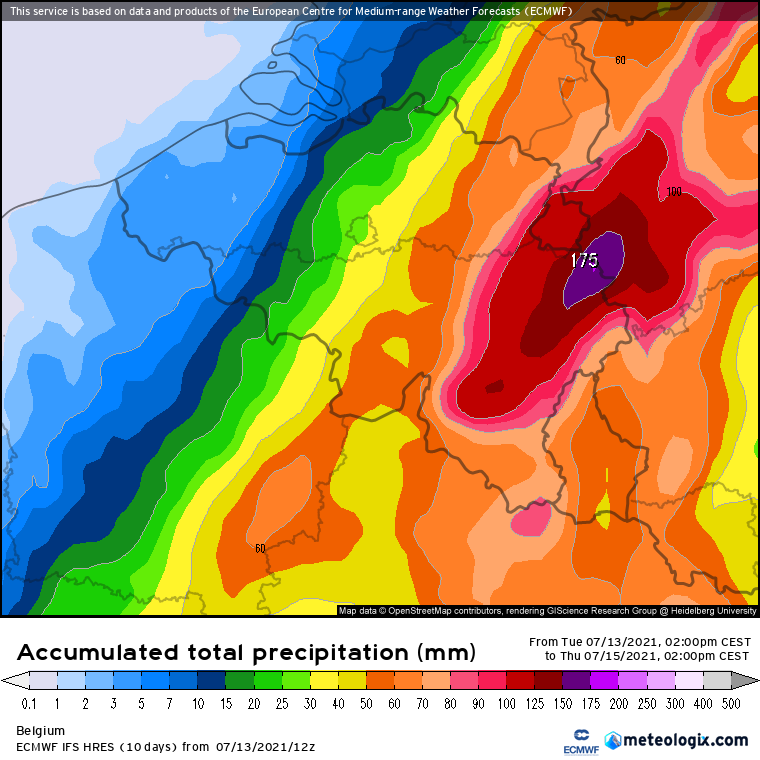 This service is based on data and products of the European Centre for Medium-range Weather Forecasts (ECMWF)
60
100
175
60
Map data © OpenStreetMap contributors, rendering GIScience Research Group @ Heidelberg University
Accumulated total precipitation (mm)
From Tue 07/13/2021, 02:00pm CEST
to Thu 07/15/2021, 02:00pm CEST
0.1 1 2 3 5 7 10 15 20 25 30 40 50 60 70 80 90 100 125 150 175 200 250 300 400 500
Belgium
ECMWF IFS HRES (10 days) from 07/13/2021/12z
ECMWF
meteologix.com